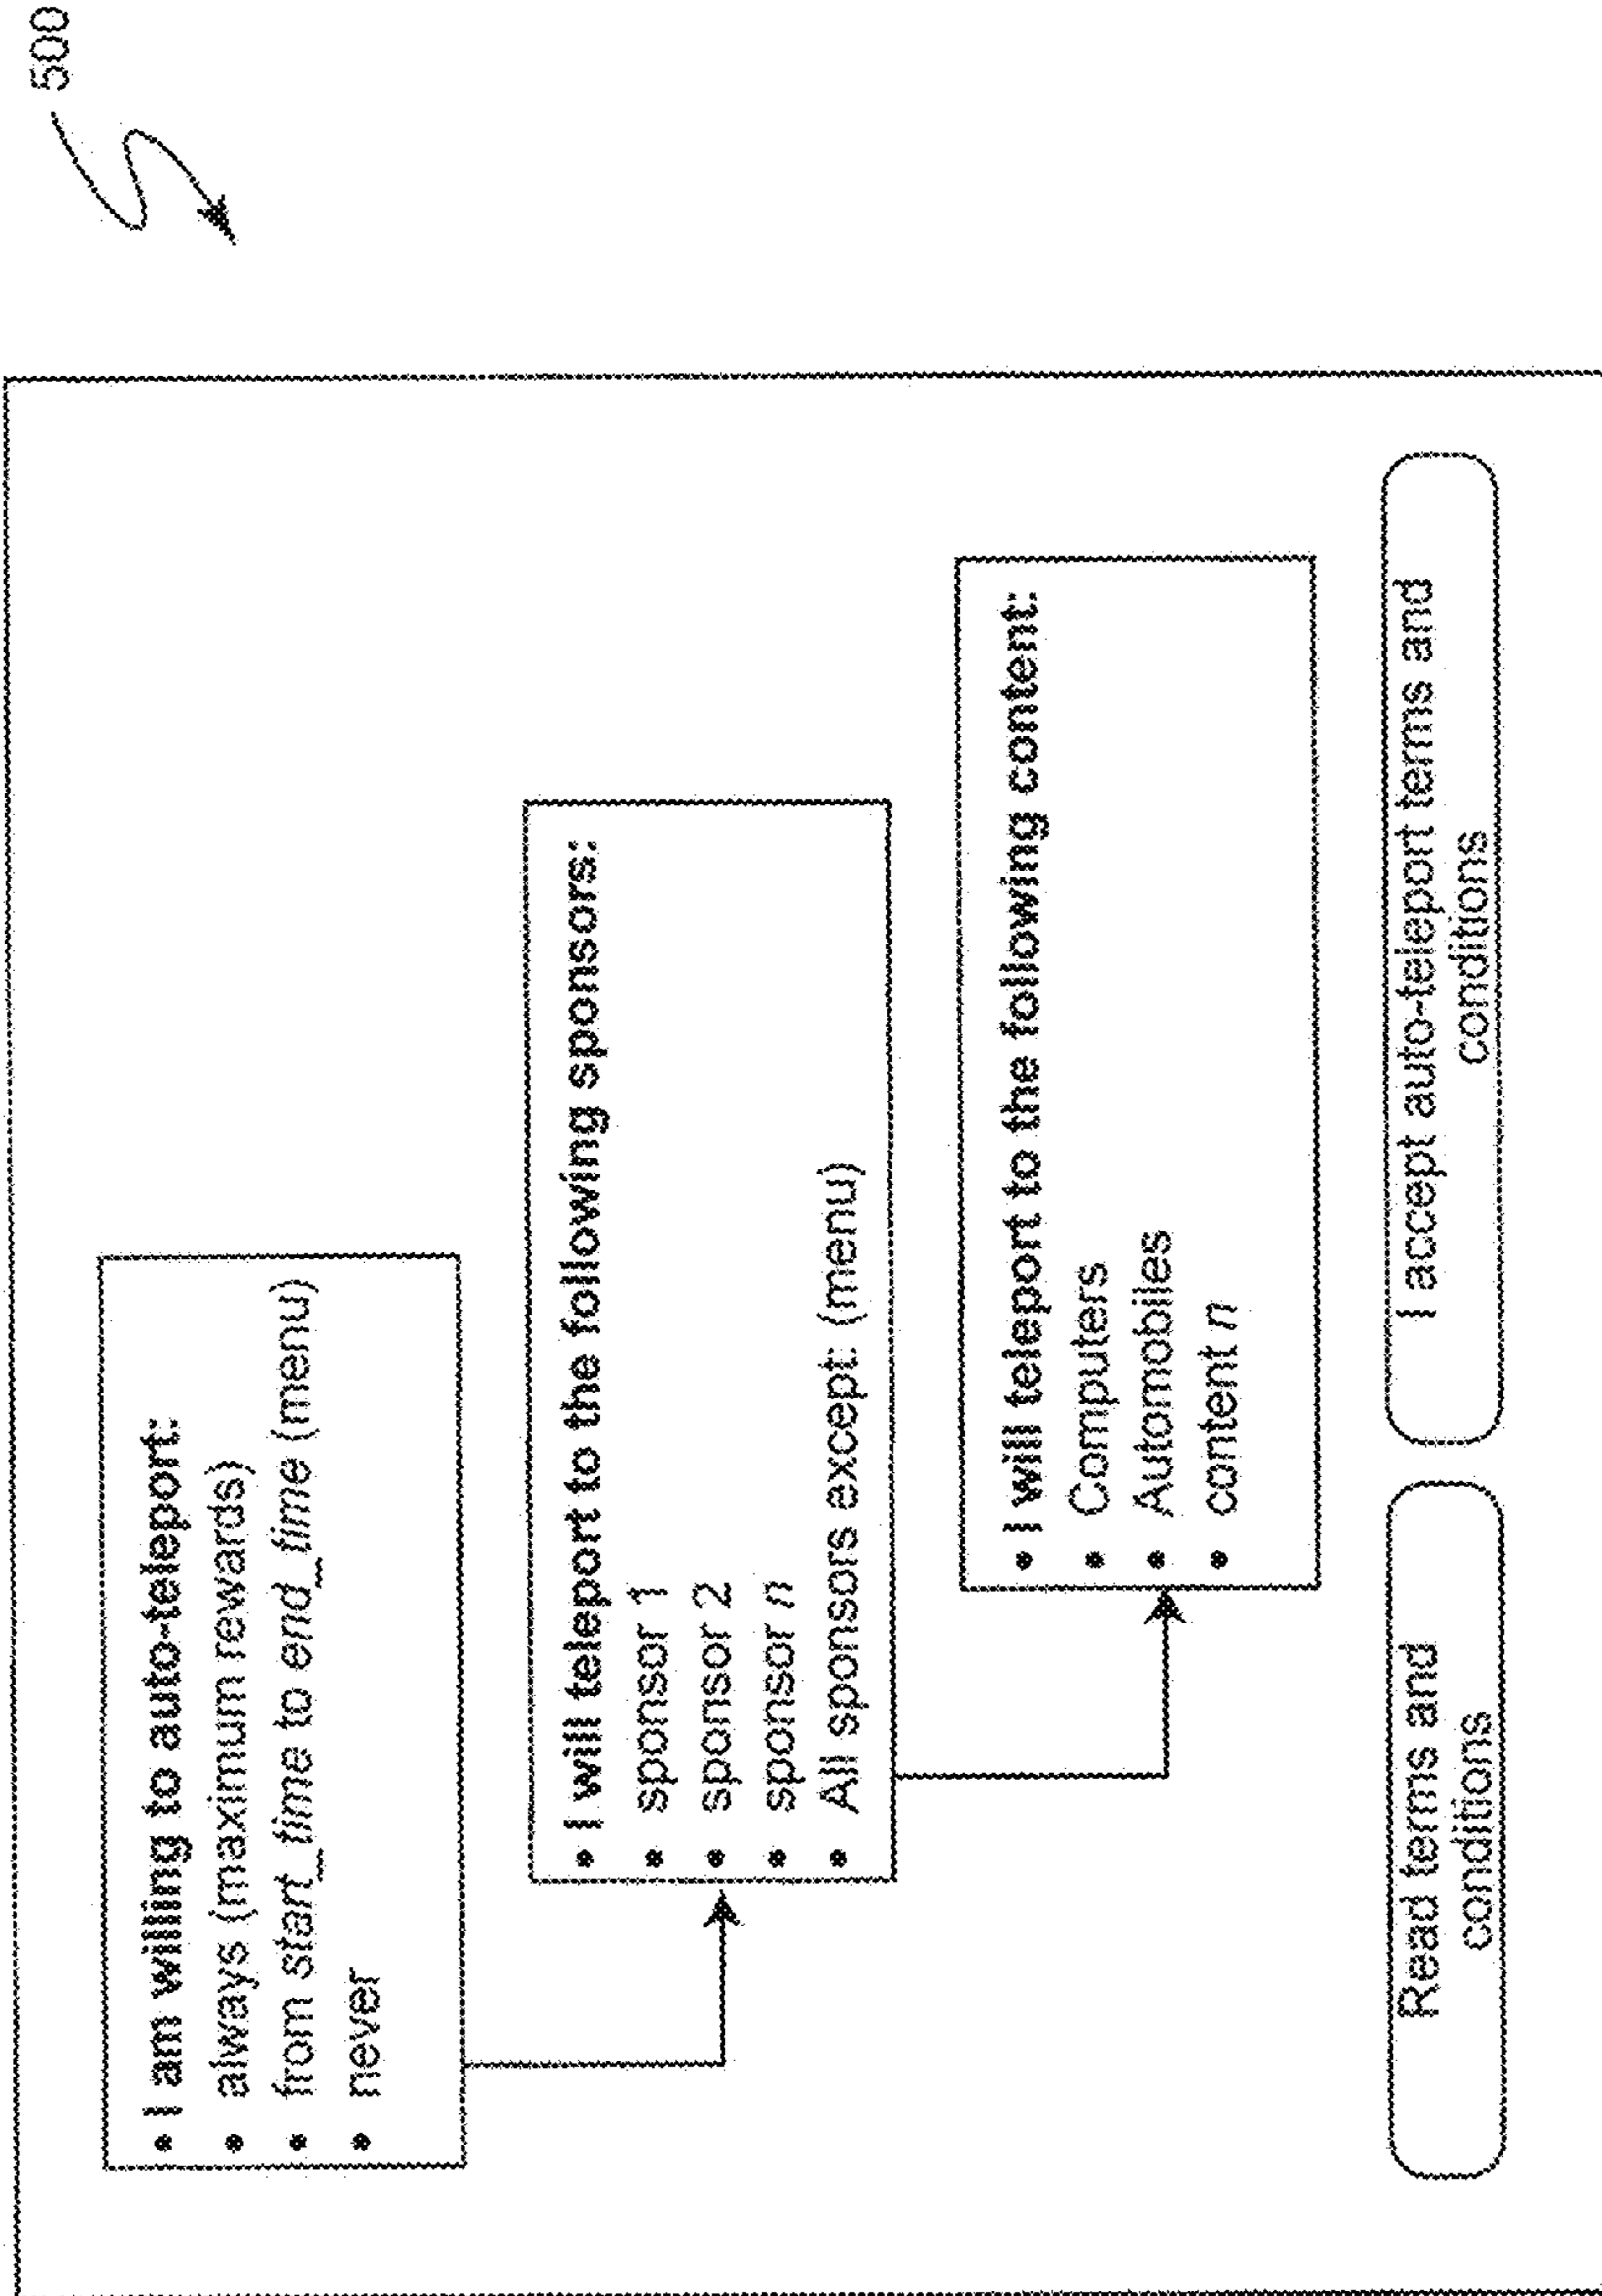 500
• I am willing to auto-teleport:
• always (maximum rewards)
• from start_time to end_time (menu)
• never
• I will teleport to the following sponsors:
• sponsor 1
• sponsor 2
• sponsor n
• All sponsors except: (menu)
• I will teleport to the following content:
• Computers
• Automobiles
• content n
Read terms and
conditions
I accept auto-teleport terms and
conditions